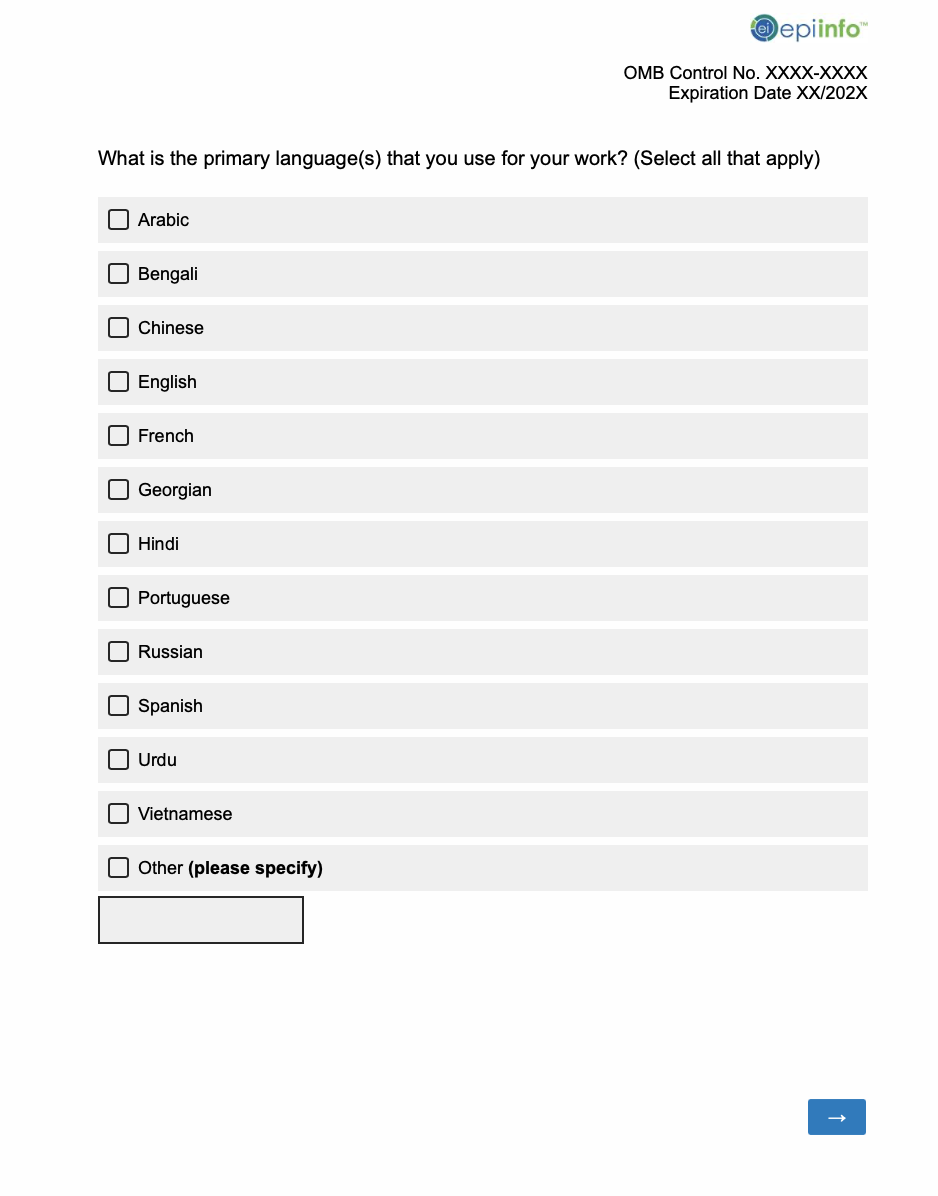 ei epiinfo™
OMB Control No. XXXX-XXXX
Expiration Date XX/202X
What is the primary language(s) that you use for your work? (Select all that apply)
Arabic
Bengali
Chinese
English
French
Georgian
Hindi
Portuguese
Russian
Spanish
Urdu
Vietnamese
Other (please specify)
→